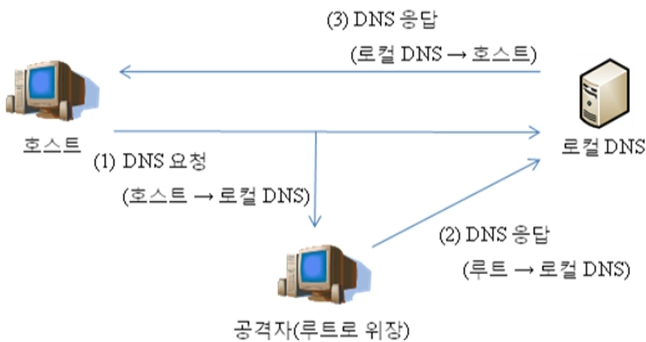 (3) DNS 응답
(로컬 DNS → 호스트)
호스트
로컬 DNS
(1) DNS 요청
(호스트 → 로컬 DNS)
(2) DNS 응답
(루트 → 로컬 DNS)
공격자(루트로 위장)